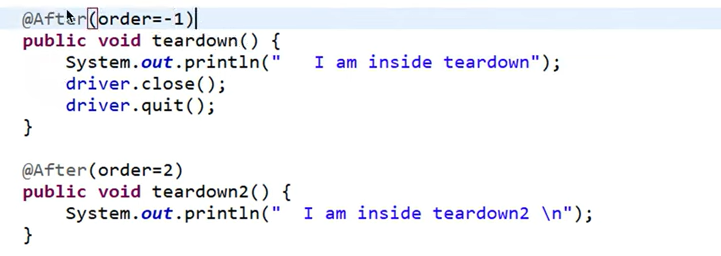 @After(order=-1)
public void teardown() {
    System.out.println("   I am inside teardown");
    driver.close();
    driver.quit();
}

@After(order=2)
public void teardown2() {
    System.out.println("  I am inside teardown2 \n");
}